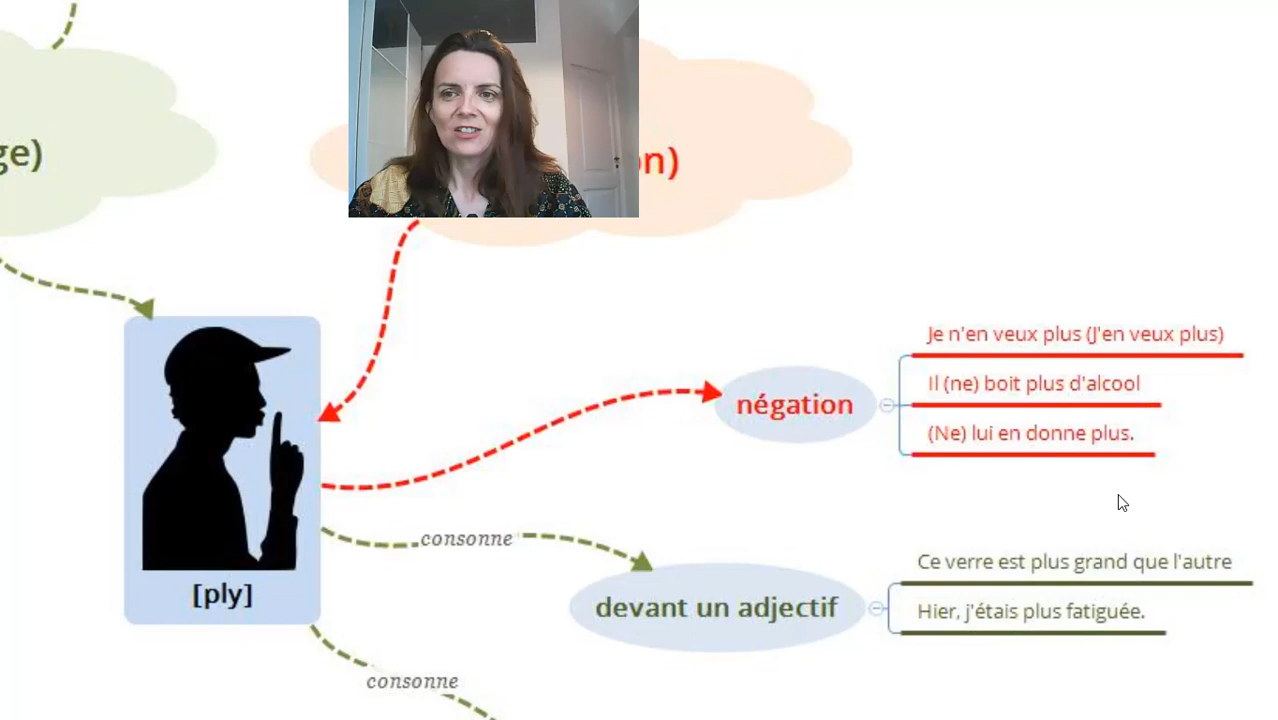 ge)
on)
Je n'en veux plus (J'en veux plus)
Il (ne) boit plus d'alcool
négation
(Ne) lui en donne plus.
consonne
Ce verre est plus grand que l'autre
[ply]
devant un adjectif
Hier, j'étais plus fatiguée.
consonne